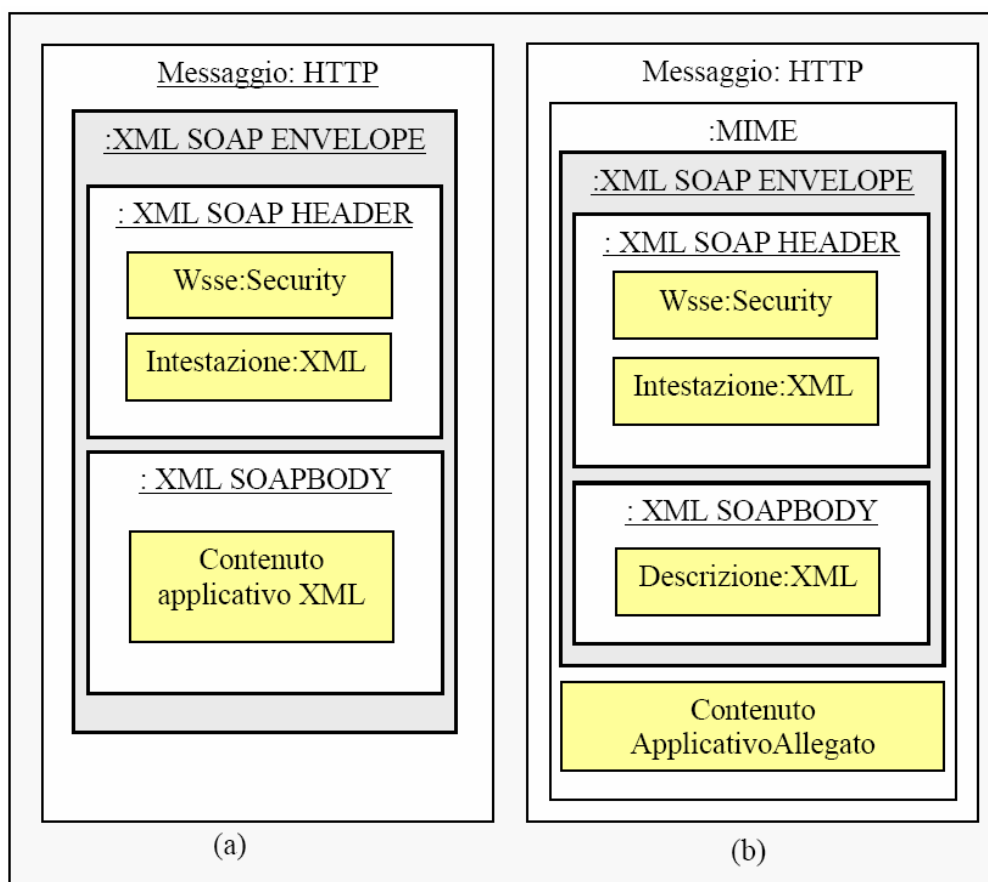 Messaggio: HTTP
:XML SOAP ENVELOPE
: XML SOAP HEADER
Wsse:Security
Intestazione:XML
: XML SOAPBODY
Contenuto
applicativo XML
(a)
Messaggio: HTTP
:MIME
:XML SOAP ENVELOPE
: XML SOAP HEADER
Wsse:Security
Intestazione:XML
: XML SOAPBODY
Descrizione:XML
Contenuto
ApplicativoAllegato
(b)